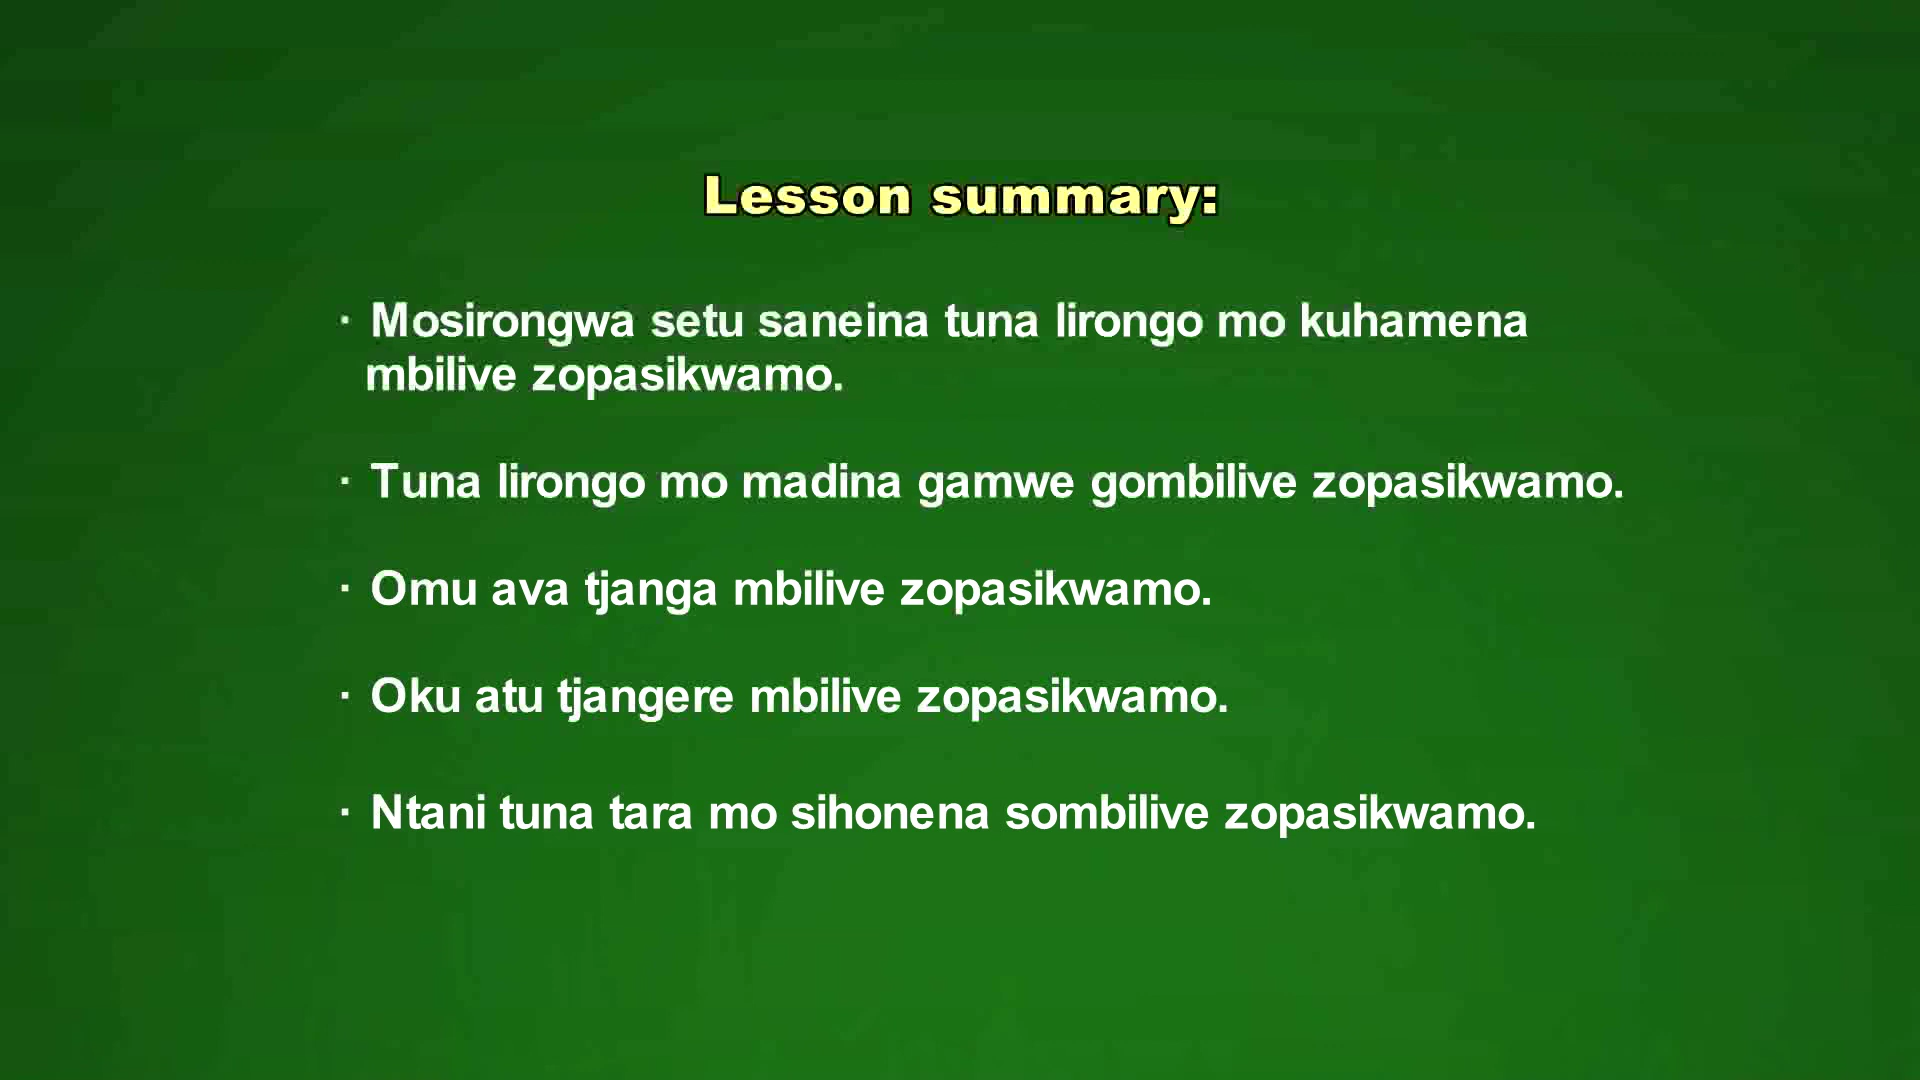 Lesson summary:
· Mosirongwa setu saneina tuna lirongo mo kuhamena
mbilive zopasikwamo.
· Tuna lirongo mo madina gamwe gombilive zopasikwamo.
· Omu ava tjanga mbilive zopasikwamo.
· Oku atu tjangere mbilive zopasikwamo.
· Ntani tuna tara mo sihonena sombilive zopasikwamo.